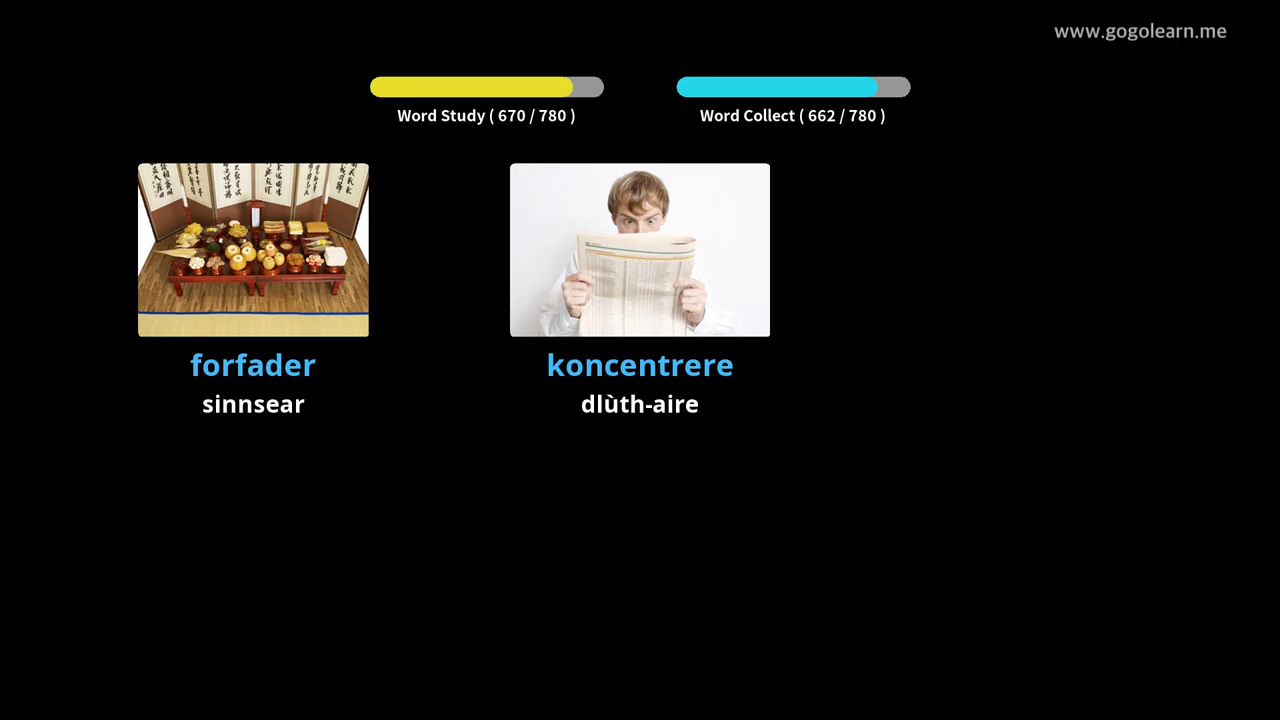 www.gogolearn.me
Word Study ( 670 / 780 )
Word Collect ( 662 / 780 )
forfader
koncentrere
sinnsear
dlùth-aire